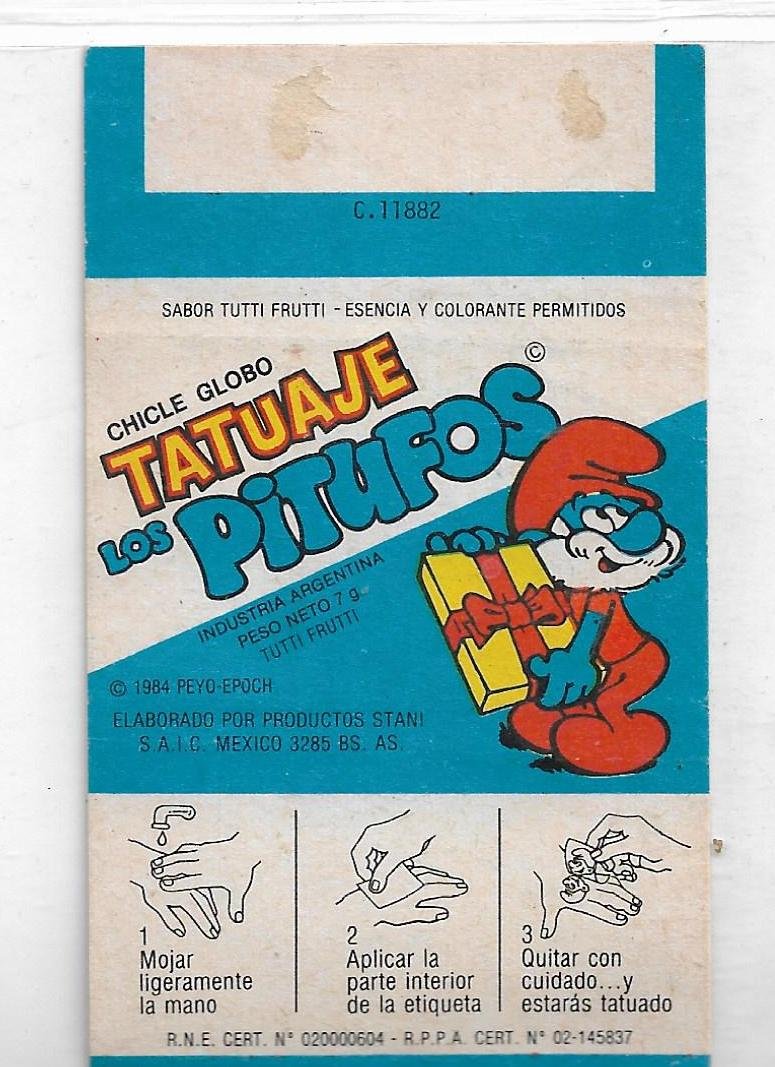 C.11882
SABOR TUTTI FRUTTI - ESENCIA Y COLORANTE PERMITIDOS
CHICLE GLOBO
TATUAJE
LOS PITUFOS ©
INDUSTRIA ARGENTINA
PESO NETO 7 g.
TUTTI FRUTTI
© 1984 PEYO-EPOCH
ELABORADO POR PRODUCTOS STANI
S.A.I.C. MEXICO 3285 BS. AS.
1
Mojar
ligeramente
la mano
2
Aplicar la
parte interior
de la etiqueta
3
Quitar con
cuidado...y
estarás tatuado
R.N.E. CERT. N° 020000604 - R.P.P.A. CERT. N° 02-145837